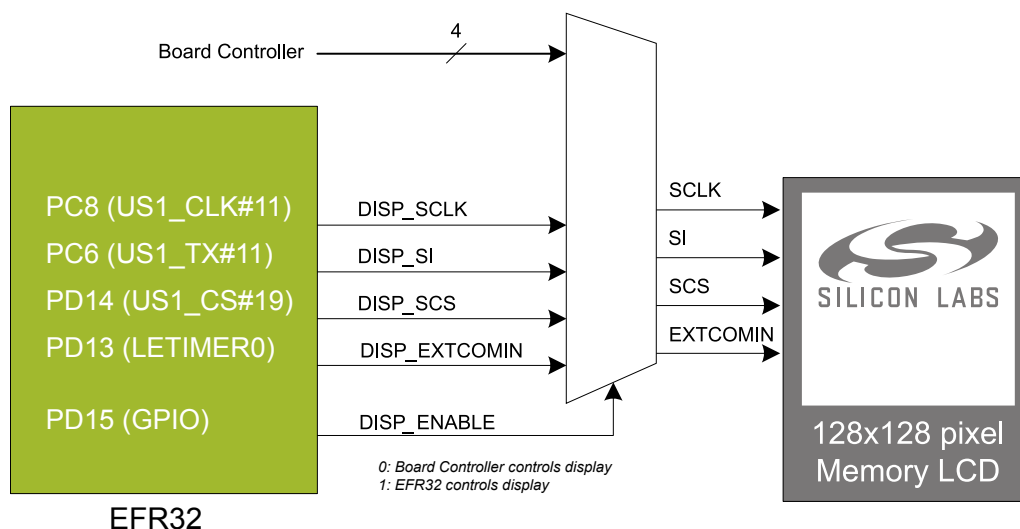 4
Board Controller
PC8 (US1_CLK#11)
PC6 (US1_TX#11)
PD14 (US1_CS#19)
PD13 (LETIMER0)
PD15 (GPIO)
EFR32
DISP_SCLK
DISP_SI
DISP_SCS
DISP_EXTCOMIN
DISP_ENABLE
0: Board Controller controls display
1: EFR32 controls display
SCLK
SI
SCS
EXTCOMIN
SILICON LABS
128x128 pixel
Memory LCD